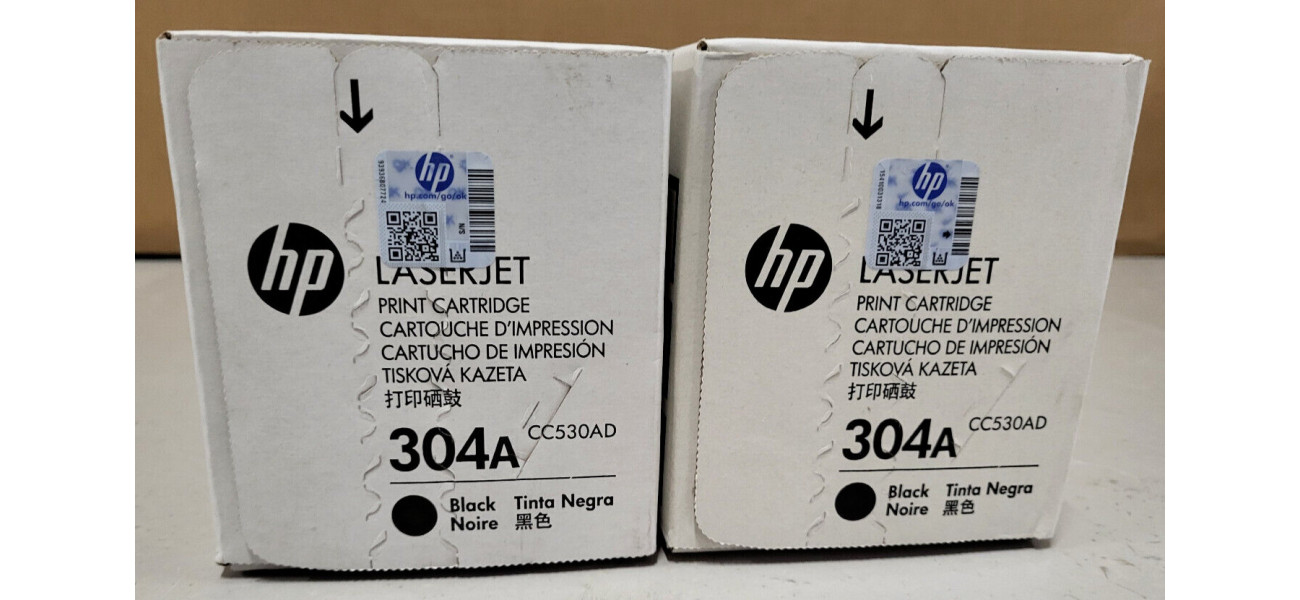 hp
hp.com/go/ok
93936807724
N/S
hp
LASERJET
PRINT CARTRIDGE
CARTOUCHE D'IMPRESSION
CARTUCHO DE IMPRESIÓN
TISKOVÁ KAZETA
打印硒鼓
304A CC530AD
Black Tinta Negra
Noire 黑色
hp
hp.com/go/ok
hp
LASERJET
PRINT CARTRIDGE
CARTOUCHE D'IMPRESSION
CARTUCHO DE IMPRESIÓN
TISKOVÁ KAZETA
打印硒鼓
304A CC530AD
Black Tinta Negra
Noire 黑色